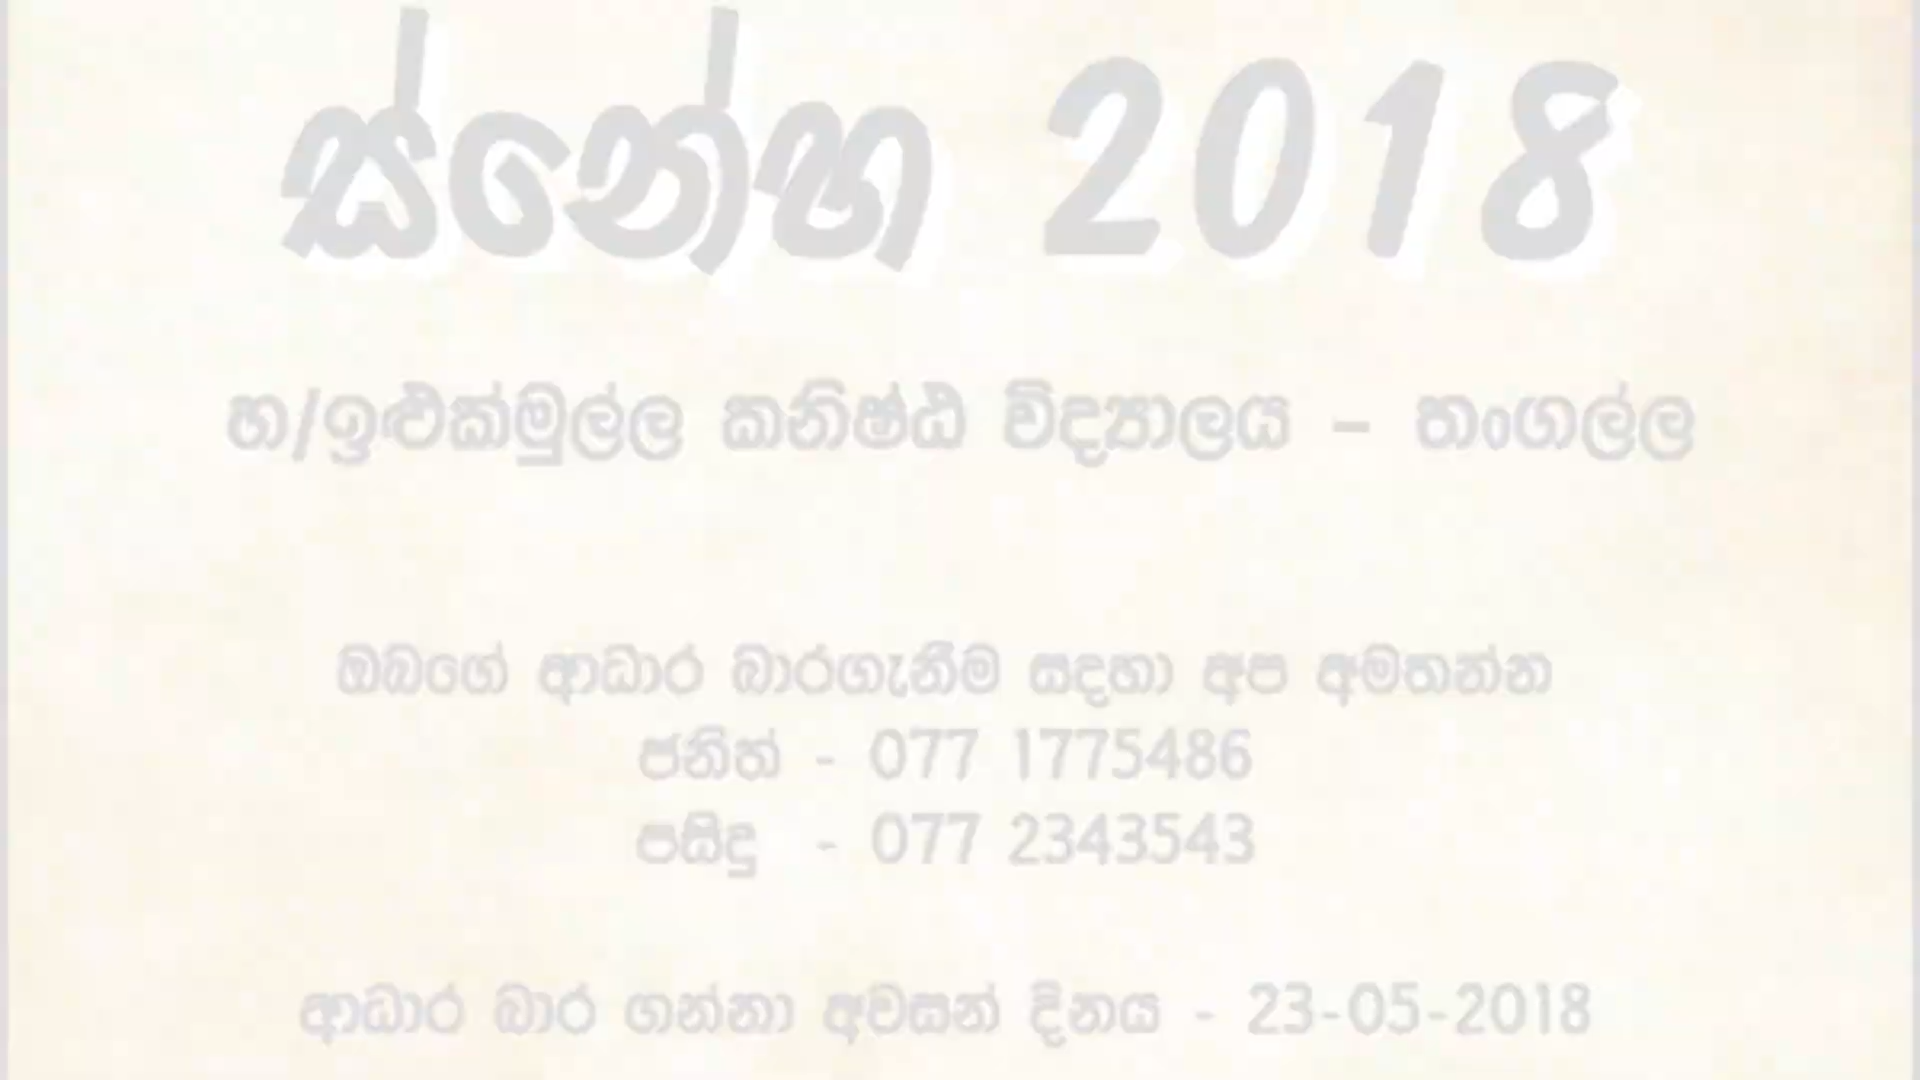 ස්නේහ 2018
හ/ඉළුක්මුල්ල කනිෂ්ඨ විද්‍යාලය – තංගල්ල
ඔබගේ ආධාර බාරගැනීම සදහා අප අමතන්න
ජනිත් - 077 1775486
පසිඳු - 077 2343543
ආධාර බාර ගන්නා අවසන් දිනය - 23-05-2018